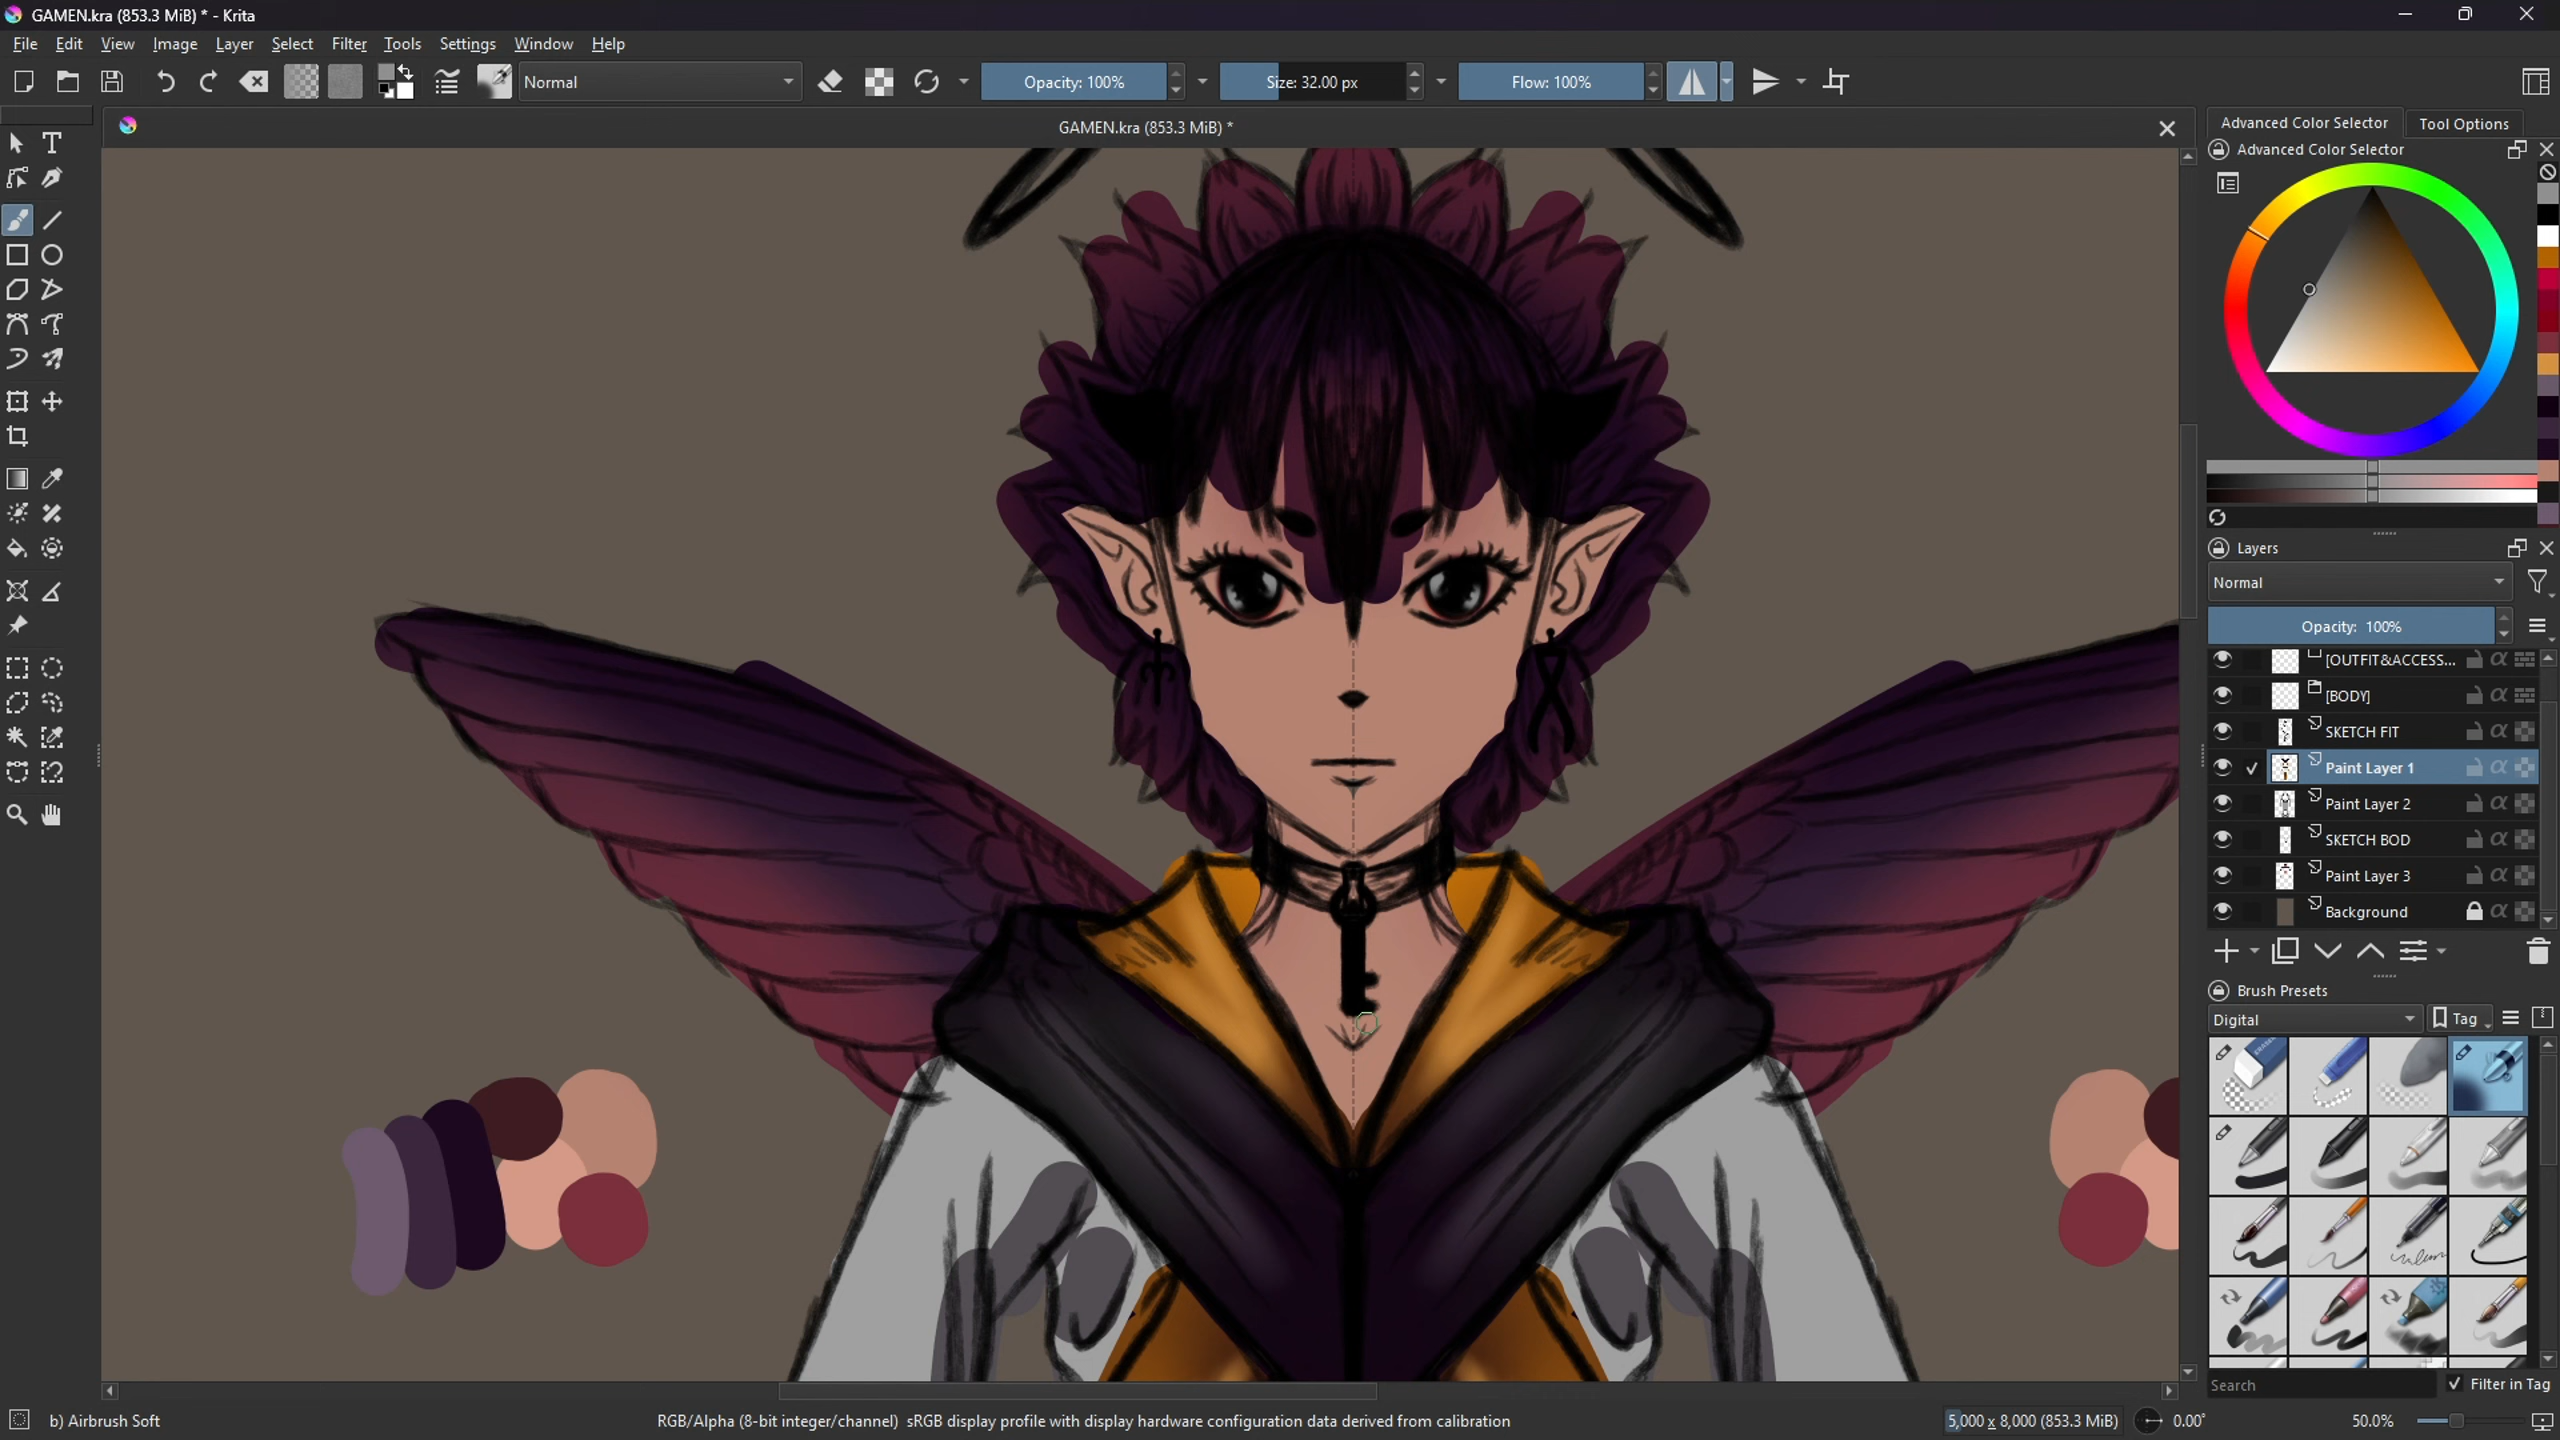 GAMEN.kra (853.3 MiB) * - Krita
File Edit View Image Layer Select Filter Tools Settings Window Help
Normal Opacity: 100% Size: 32.00 px Flow: 100%
GAMEN.kra (853.3 MiB) *
Advanced Color Selector Tool Options
Advanced Color Selector
Layers
Normal
Opacity: 100%
[OUTFIT&ACCESS...
[BODY]
SKETCH FIT
Paint Layer 1
Paint Layer 2
SKETCH BOD
Paint Layer 3
Background
Brush Presets
Digital Tag
Search Filter in Tag
b) Airbrush Soft RGB/Alpha (8-bit integer/channel) sRGB display profile with display hardware configuration data derived from calibration 5,000 x 8,000 (853.3 MiB) 0.00° 50.0%